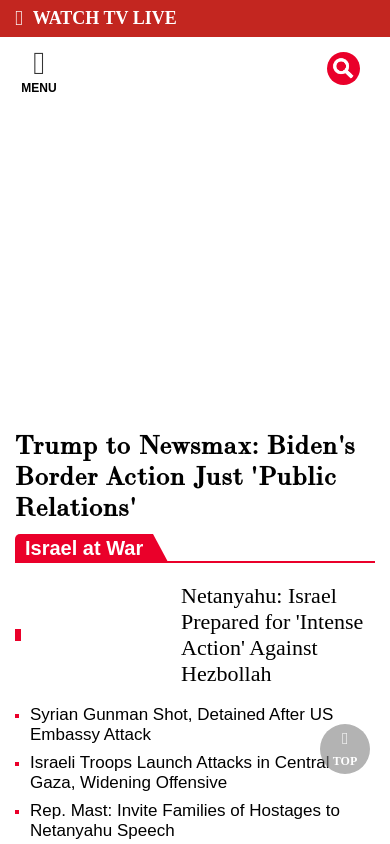 WATCH TV LIVE
MENU
Trump to Newsmax: Biden's
Border Action Just 'Public
Relations'
Israel at War
Netanyahu: Israel
Prepared for 'Intense
Action' Against
Hezbollah
Syrian Gunman Shot, Detained After US
Embassy Attack
Israeli Troops Launch Attacks in Central
Gaza, Widening Offensive
TOP
Rep. Mast: Invite Families of Hostages to
Netanyahu Speech